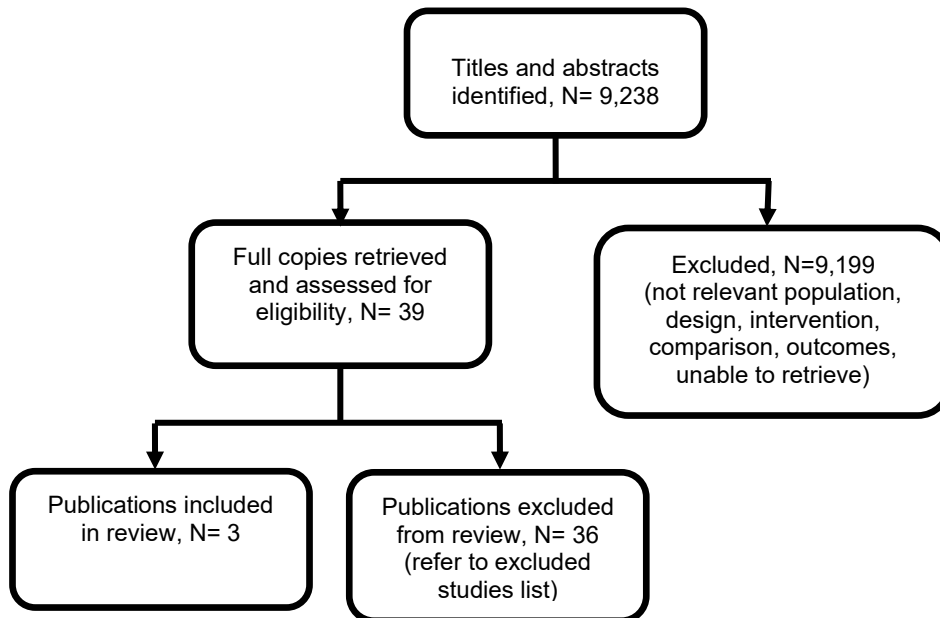 Titles and abstracts
identified, N= 9,238
Full copies retrieved
and assessed for
eligibility, N= 39
Excluded, N=9,199
(not relevant population,
design, intervention,
comparison, outcomes,
unable to retrieve)
Publications included
in review, N= 3
Publications excluded
from review, N= 36
(refer to excluded
studies list)